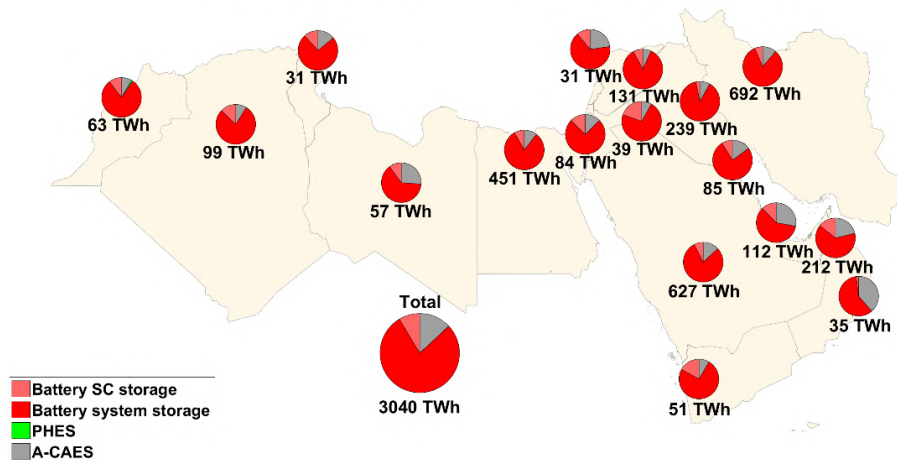 31 TWh
31 TWh
131 TWh
692 TWh
63 TWh
99 TWh
239 TWh
39 TWh
84 TWh
451 TWh
85 TWh
57 TWh
112 TWh
212 TWh
627 TWh
35 TWh
Total
3040 TWh
51 TWh
Battery SC storage
Battery system storage
PHES
A-CAES